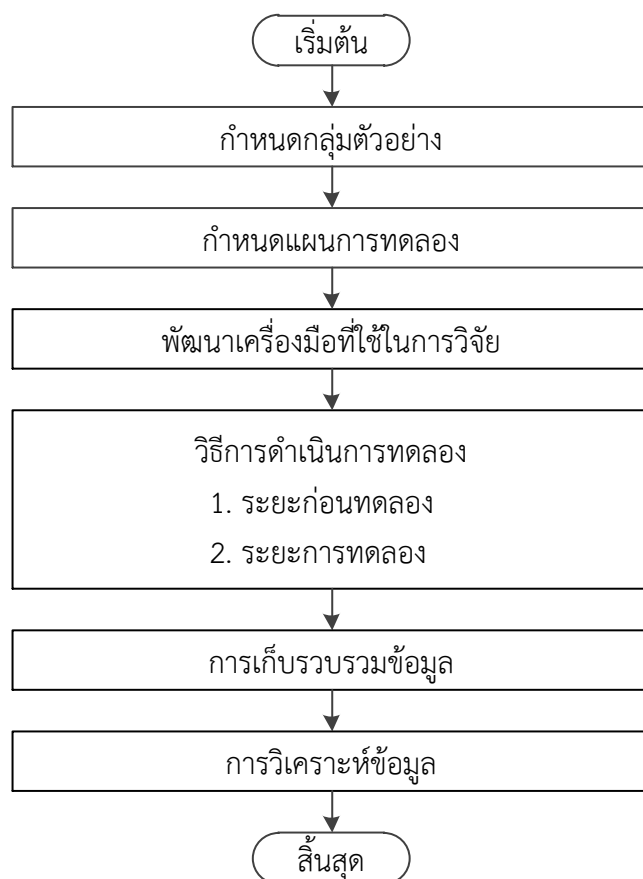 เริ่มต้น
กำหนดกลุ่มตัวอย่าง
กำหนดแผนการทดลอง
พัฒนาเครื่องมือที่ใช้ในการวิจัย
วิธีการดำเนินการทดลอง
1. ระยะก่อนทดลอง
2. ระยะการทดลอง
การเก็บรวบรวมข้อมูล
การวิเคราะห์ข้อมูล
สิ้นสุด